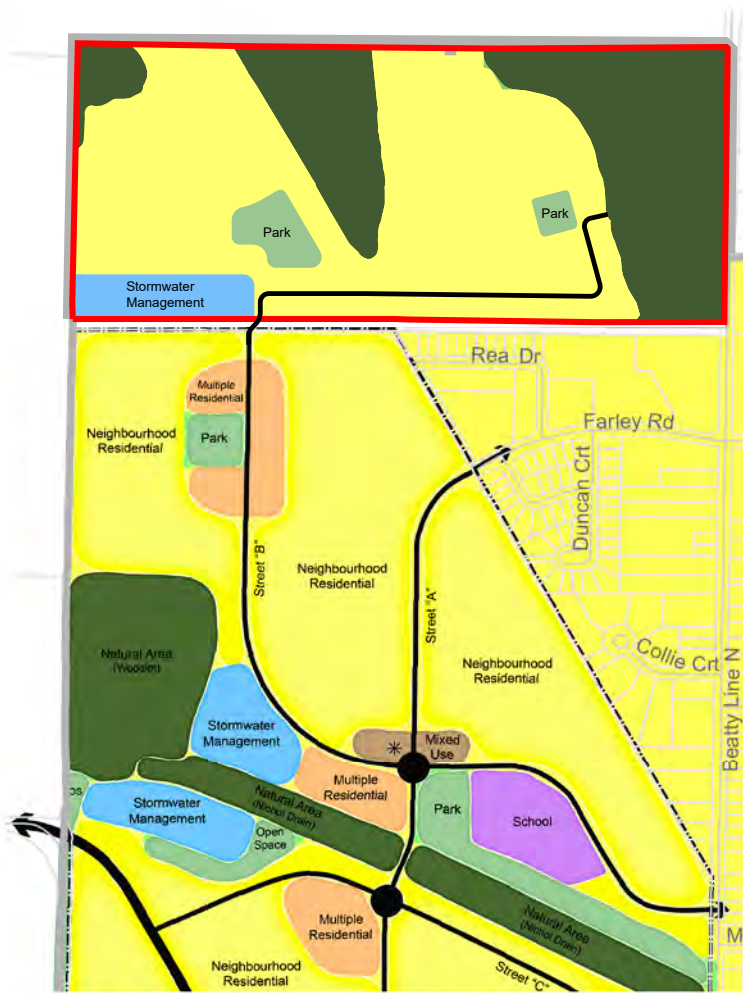 Park
Park
Stormwater
Management
Rea Dr
Multiple
Residential
Farley Rd
Neighbourhood
Residential
Park
Duncan Crt
Street "B"
Neighbourhood
Residential
Street "A"
Natural Area
(Woodlot)
Neighbourhood
Residential
Collie Crt
Beatty Line N
Stormwater
Management
Mixed
Use
Multiple
Residential
Natural Area
(Nichol Drain)
Stormwater
Management
Park
School
Open
Space
Multiple
Residential
Natural Area
(Nichol Drain)
Neighbourhood
Residential
Street "C"
M